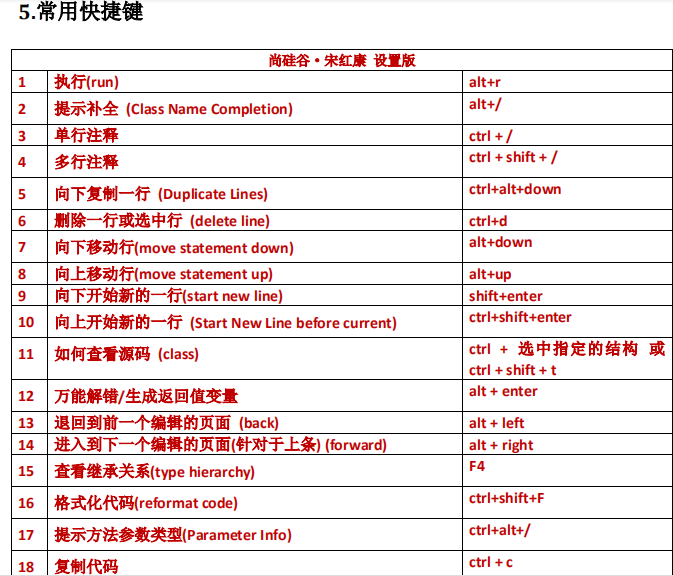 5.常用快捷键
尚硅谷·宋红康 设置版
1 执行(run) alt+r
2 提示补全 (Class Name Completion) alt+/
3 单行注释 ctrl + /
4 多行注释 ctrl + shift + /
5 向下复制一行 (Duplicate Lines) ctrl+alt+down
6 删除一行或选中行 (delete line) ctrl+d
7 向下移动行(move statement down) alt+down
8 向上移动行(move statement up) alt+up
9 向下开始新的一行(start new line) shift+enter
10 向上开始新的一行 (Start New Line before current) ctrl+shift+enter
11 如何查看源码 (class) ctrl + 选中指定的结构 或
ctrl + shift + t
12 万能解错/生成返回值变量 alt + enter
13 退回到前一个编辑的页面 (back) alt + left
14 进入到下一个编辑的页面(针对于上条) (forward) alt + right
15 查看继承关系(type hierarchy) F4
16 格式化代码(reformat code) ctrl+shift+F
17 提示方法参数类型(Parameter Info) ctrl+alt+/
18 复制代码 ctrl + c